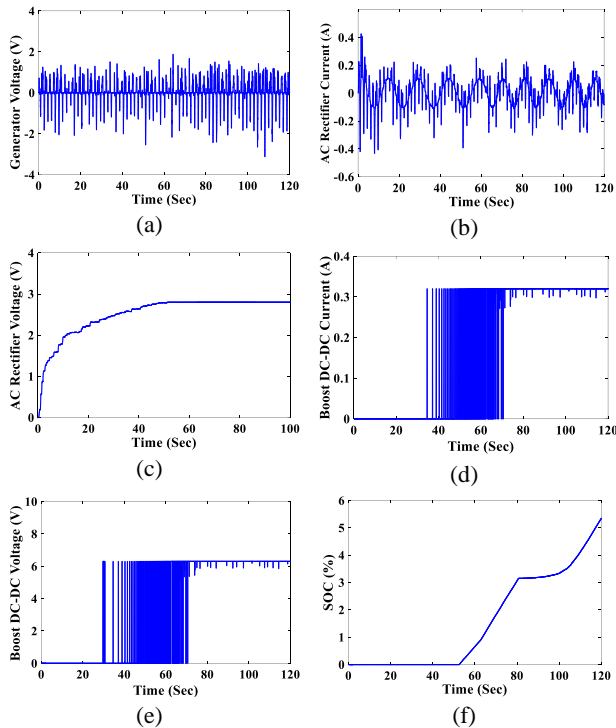 Generator Voltage (V)
4
2
0
-2
-4
0 20 40 60 80 100 120
Time (Sec)
(a)
AC Rectifier Current (A)
0.4
0.2
0
-0.2
-0.4
-0.6
0 20 40 60 80 100 120
Time (Sec)
(b)
AC Rectifier Voltage (V)
4
3
2
1
0
0 20 40 60 80 100
Time (Sec)
(c)
Boost DC-DC Current (A)
0.4
0.3
0.2
0.1
0
0 20 40 60 80 100 120
Time (Sec)
(d)
Boost DC-DC Voltage (V)
10
8
6
4
2
0
0 20 40 60 80 100 120
Time (Sec)
(e)
SOC (%)
6
5
4
3
2
1
0
0 20 40 60 80 100 120
Time (Sec)
(f)